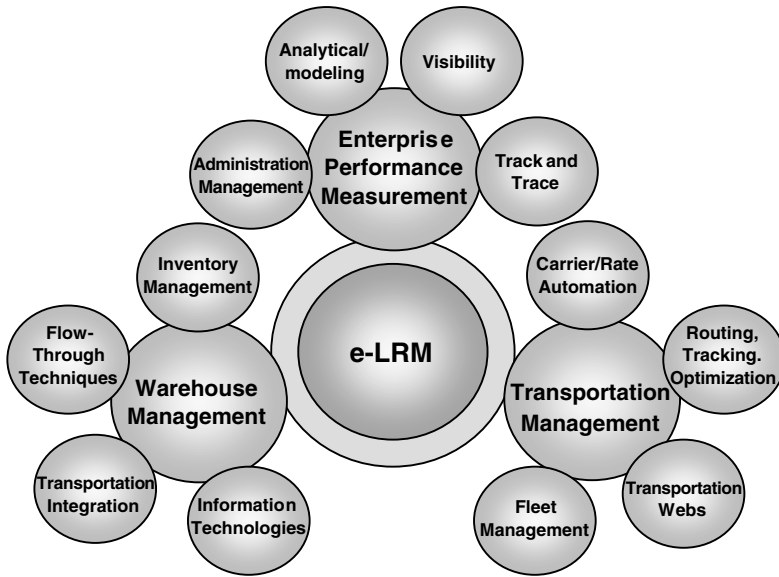 Analytical/
modeling
Visibility
Enterprise
Performance
Measurement
Administration
Management
Track and
Trace
Inventory
Management
Carrier/Rate
Automation
Flow-
Through
Techniques
e-LRM
Routing,
Tracking.
Optimization
Warehouse
Management
Transportation
Management
Transportation
Integration
Information
Technologies
Fleet
Management
Transportation
Webs